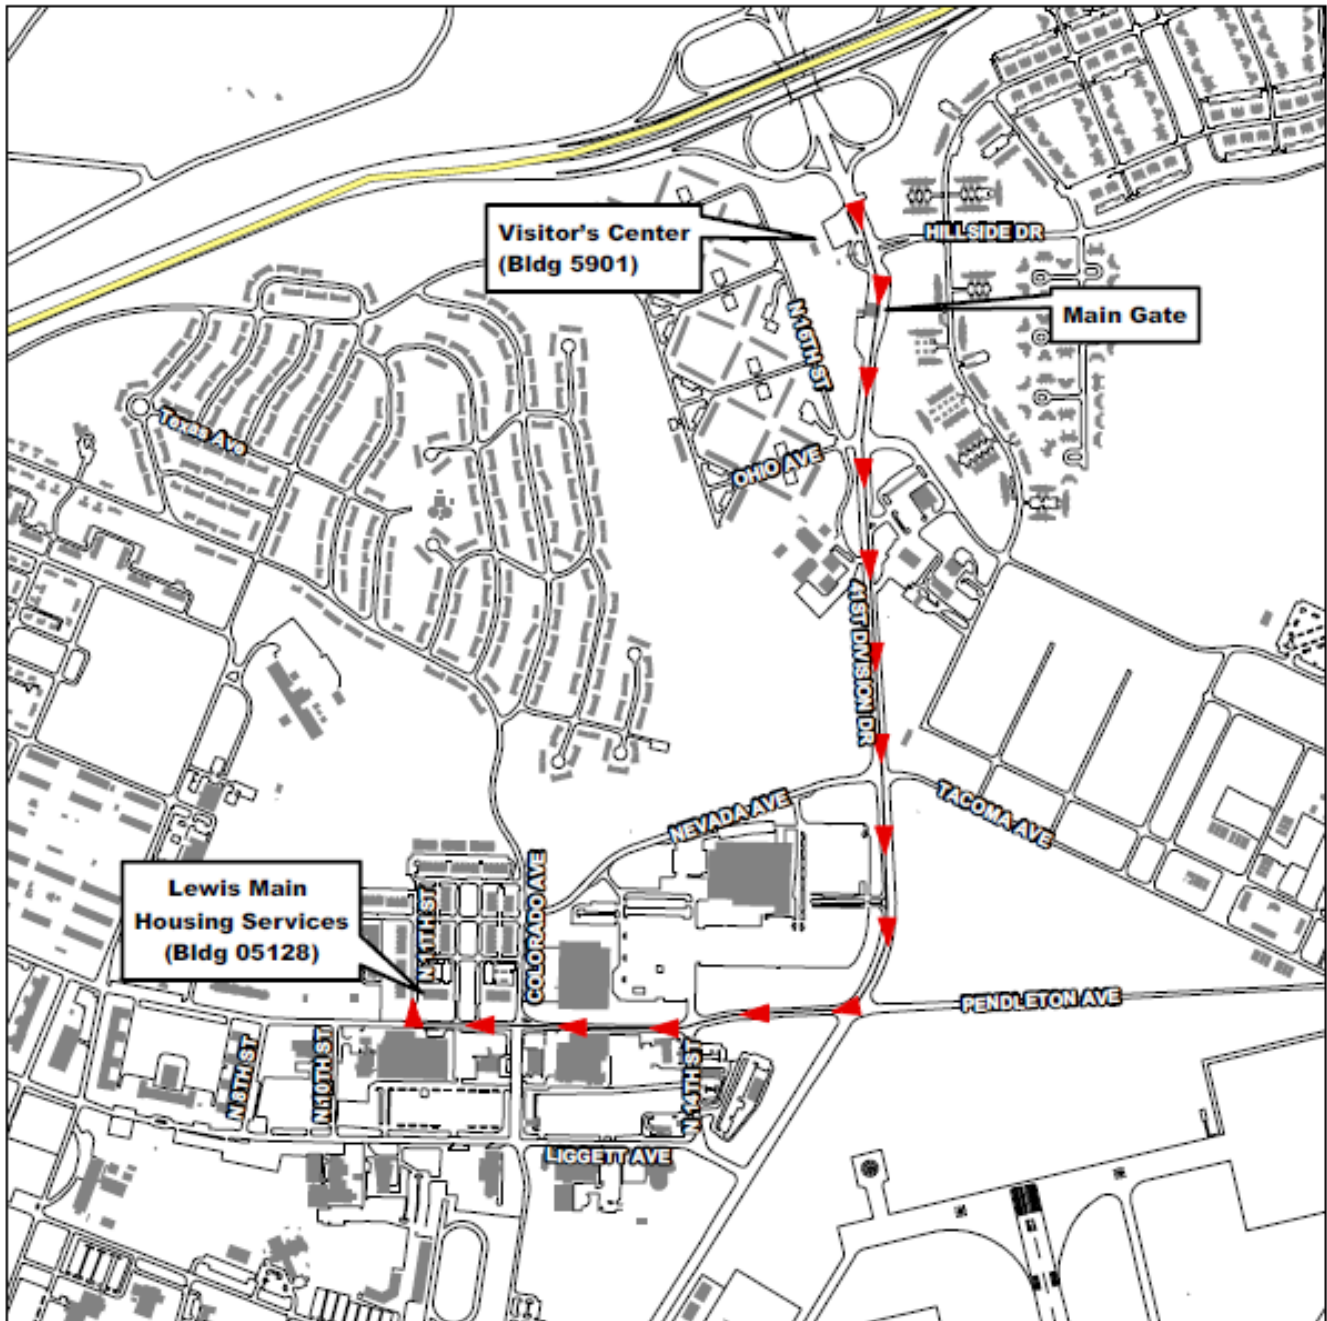 Visitor's Center
(Bldg 5901)
HILLSIDE DR
Main Gate
N 16TH ST
Texas Ave
OHIO AVE
41ST DIVISION DR
NEVADA AVE
TACOMA AVE
Lewis Main
Housing Services
(Bldg 05128)
N 11TH ST
COLORADO AVE
PENDLETON AVE
N 8TH ST
N 10TH ST
N 14TH ST
LIGGETT AVE